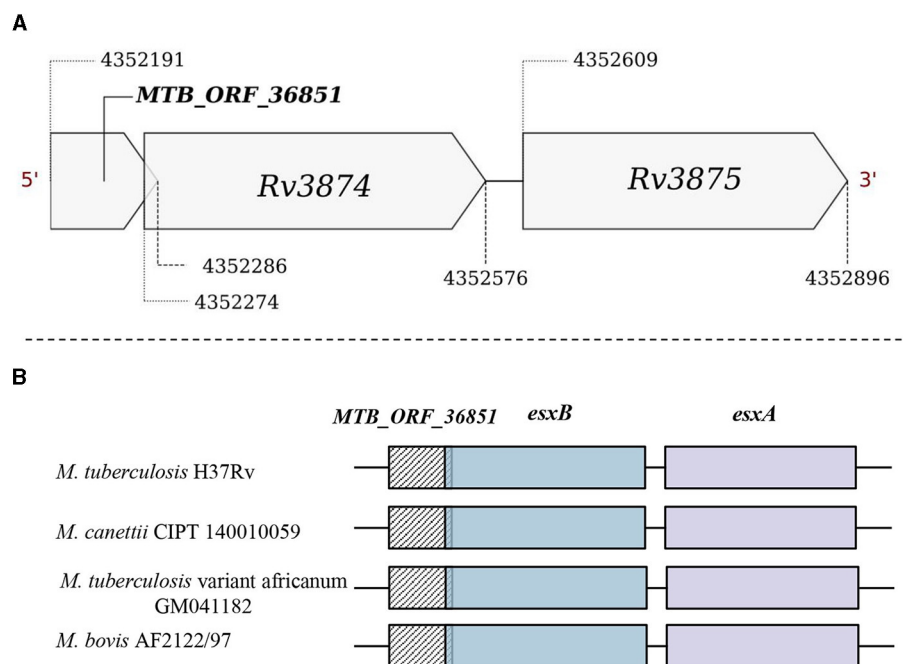 A
4352191
4352609
MTB_ORF_36851
5'
Rv3874
Rv3875
3'
4352286
4352576
4352896
4352274
B
MTB_ORF_36851 esxB esxA
M. tuberculosis H37Rv
M. canettii CIPT 140010059
M. tuberculosis variant africanum
GM041182
M. bovis AF2122/97